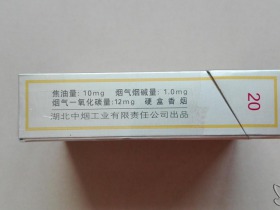 焦油量: 10mg 烟气烟碱量: 1.0mg
烟气一氧化碳量: 12mg 硬盒香烟
湖北中烟工业有限责任公司出品
20